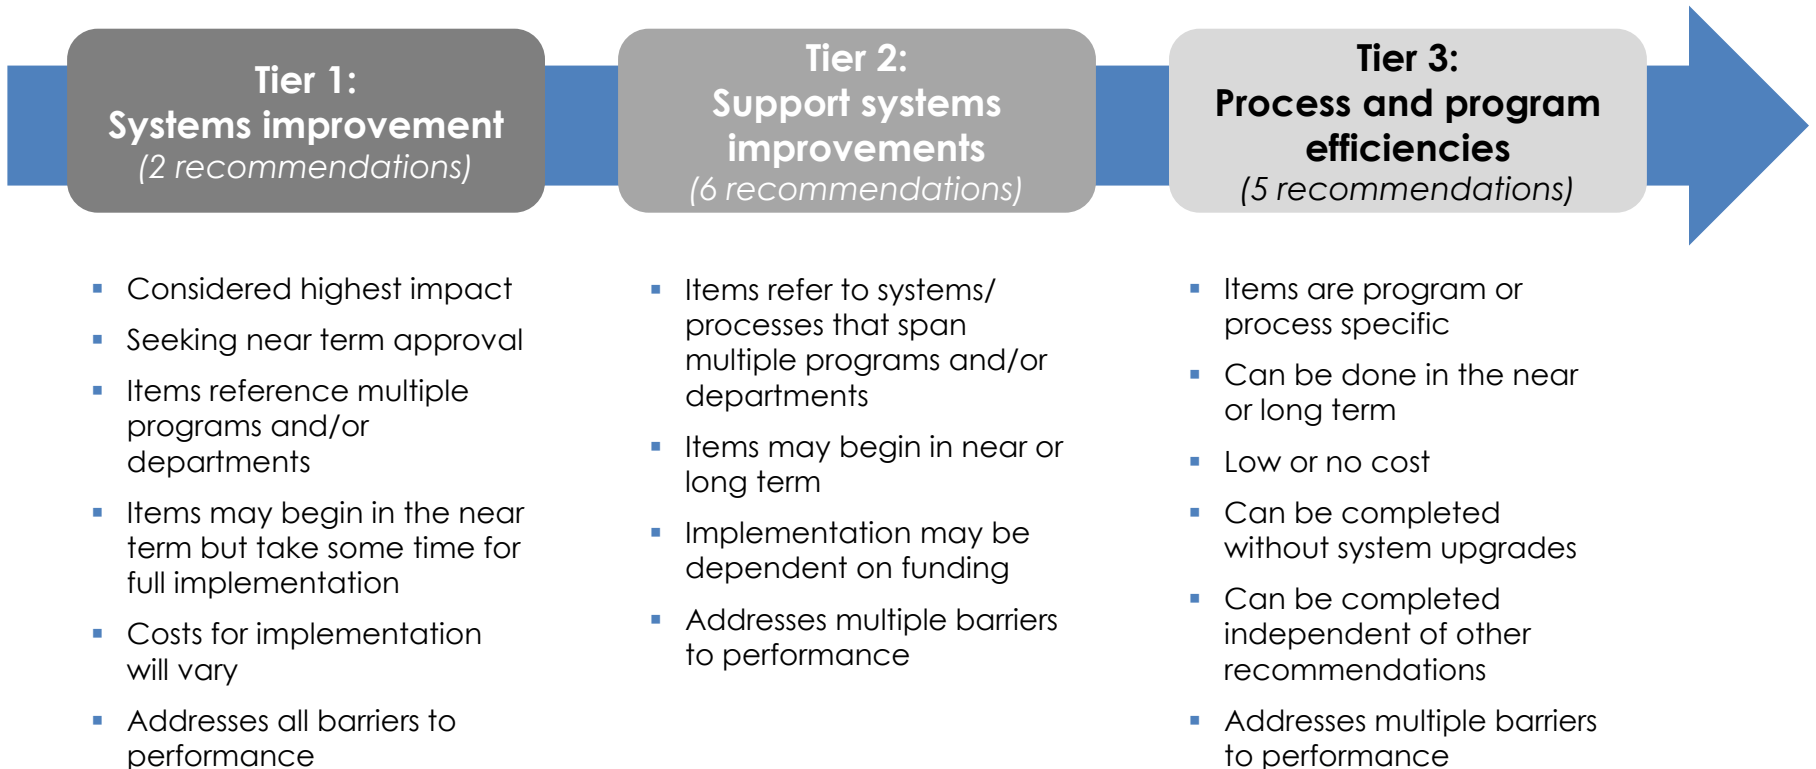 Tier 1:
Systems improvement
(2 recommendations)
Considered highest impact
Seeking near term approval
Items reference multiple
programs and/or
departments
Items may begin in the near
term but take some time for
full implementation
Costs for implementation
will vary
Addresses all barriers to
performance
Tier 2:
Support systems
improvements
(6 recommendations)
Items refer to systems/
processes that span
multiple programs and/or
departments
Items may begin in near or
long term
Implementation may be
dependent on funding
Addresses multiple barriers
to performance
Tier 3:
Process and program
efficiencies
(5 recommendations)
Items are program or
process specific
Can be done in the near
or long term
Low or no cost
Can be completed
without system upgrades
Can be completed
independent of other
recommendations
Addresses multiple barriers
to performance